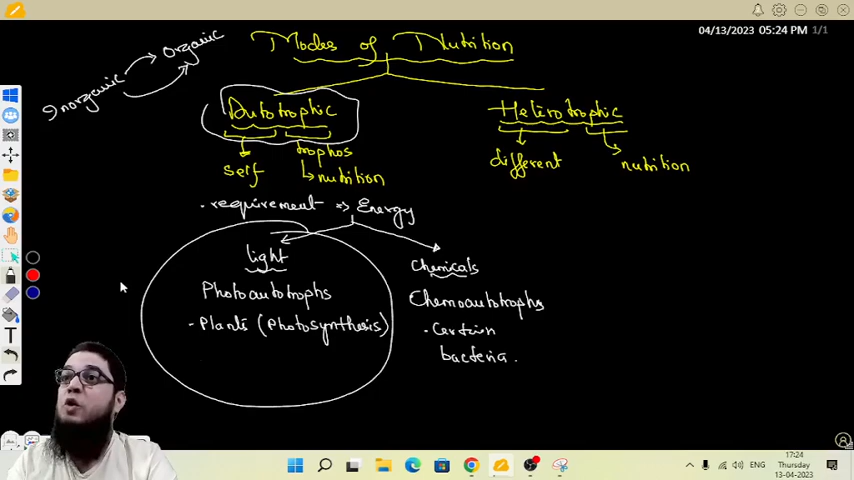 04/13/2023 05:24 PM 1/1
Modes of Nutrition
Inorganic
Organic
Autotrophic
Heterotrophic
self
trophos
nutrition
different
nutrition
. requirement => Energy
light
Chemicals
Photoautotrophs
Chemoautotrophs
- Plants (Photosynthesis)
. Certain
bacteria.
T
ENG
17:24
Thursday
13-04-2023